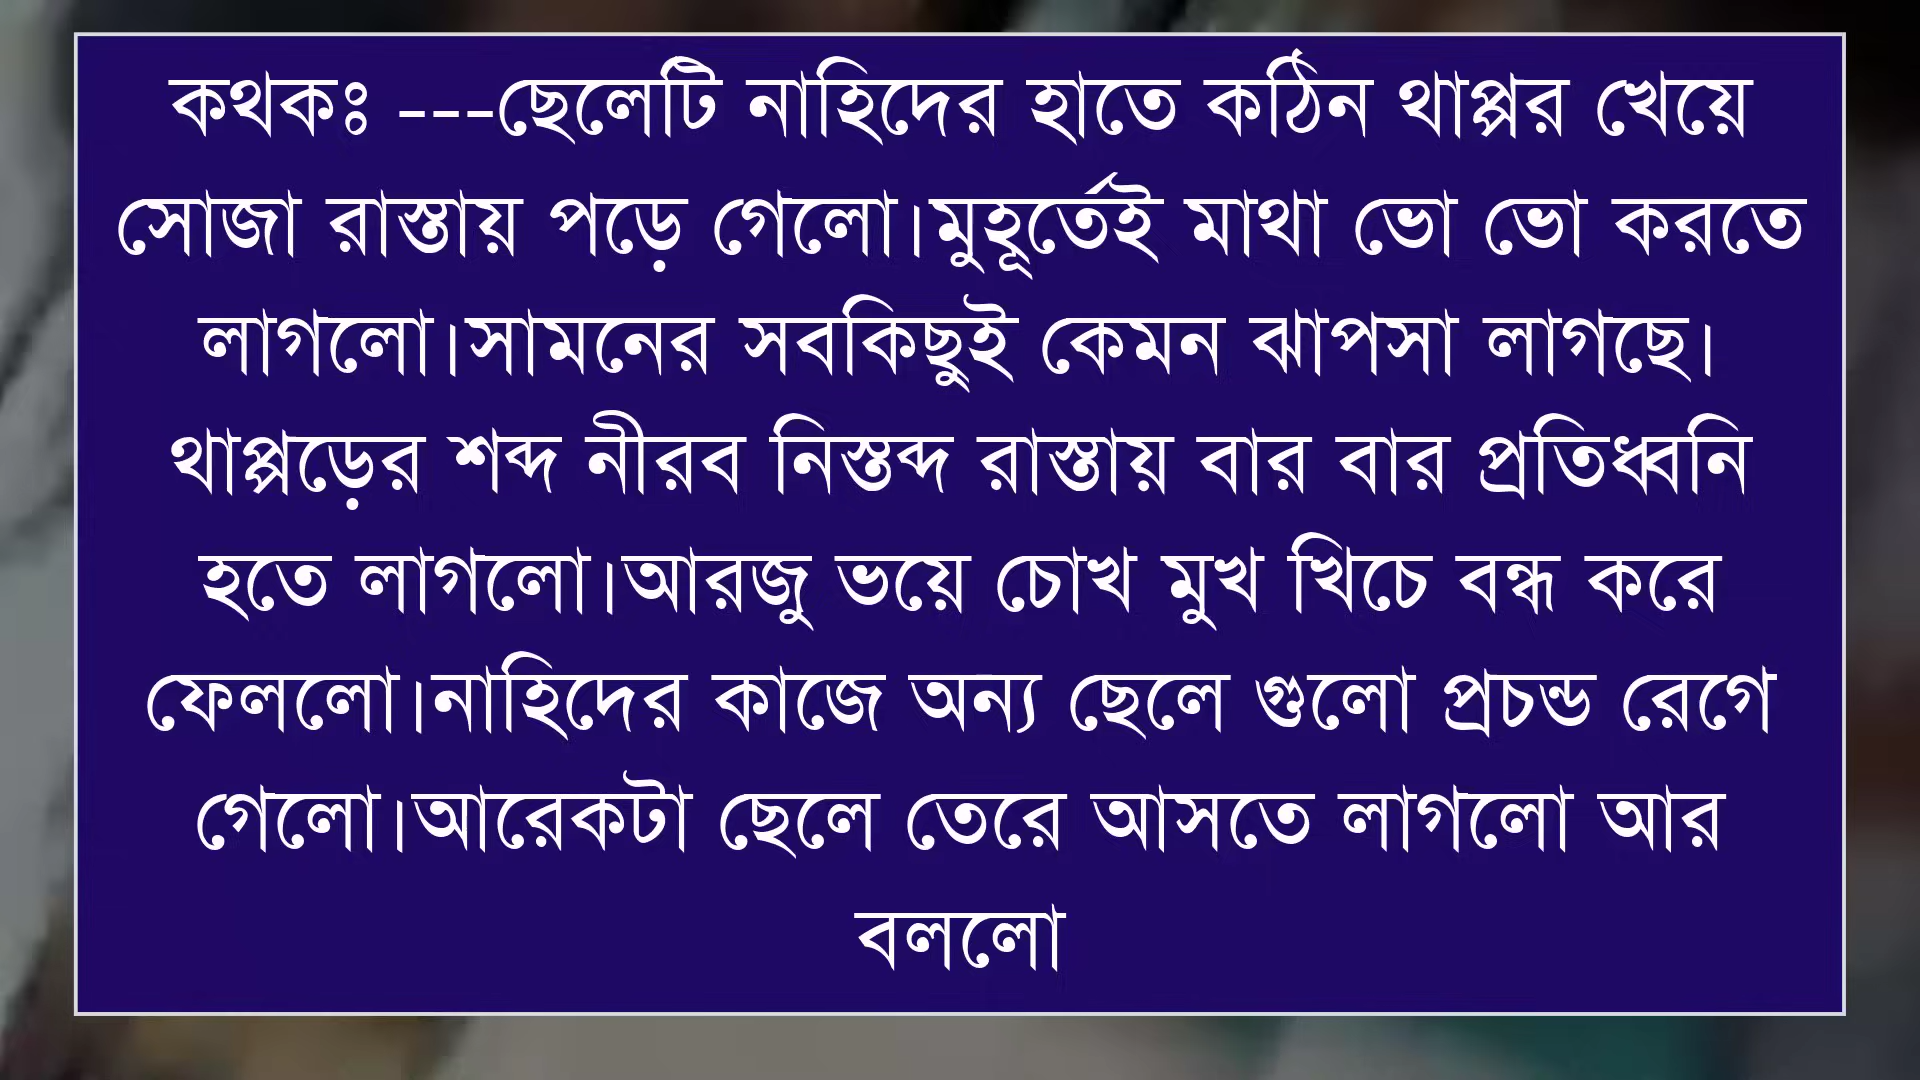 কথকঃ ---ছেলেটি নাহিদের হাতে কঠিন থাপ্পর খেয়ে
সোজা রাস্তায় পড়ে গেলো।মুহূর্তেই মাথা ভো ভো করতে
লাগলো।সামনের সবকিছুই কেমন ঝাপসা লাগছে।
থাপ্পড়ের শব্দ নীরব নিস্তব্দ রাস্তায় বার বার প্রতিধ্বনি
হতে লাগলো।আরজু ভয়ে চোখ মুখ খিচে বন্ধ করে
ফেললো।নাহিদের কাজে অন্য ছেলে গুলো প্রচন্ড রেগে
গেলো।আরেকটা ছেলে তেরে আসতে লাগলো আর
বললো